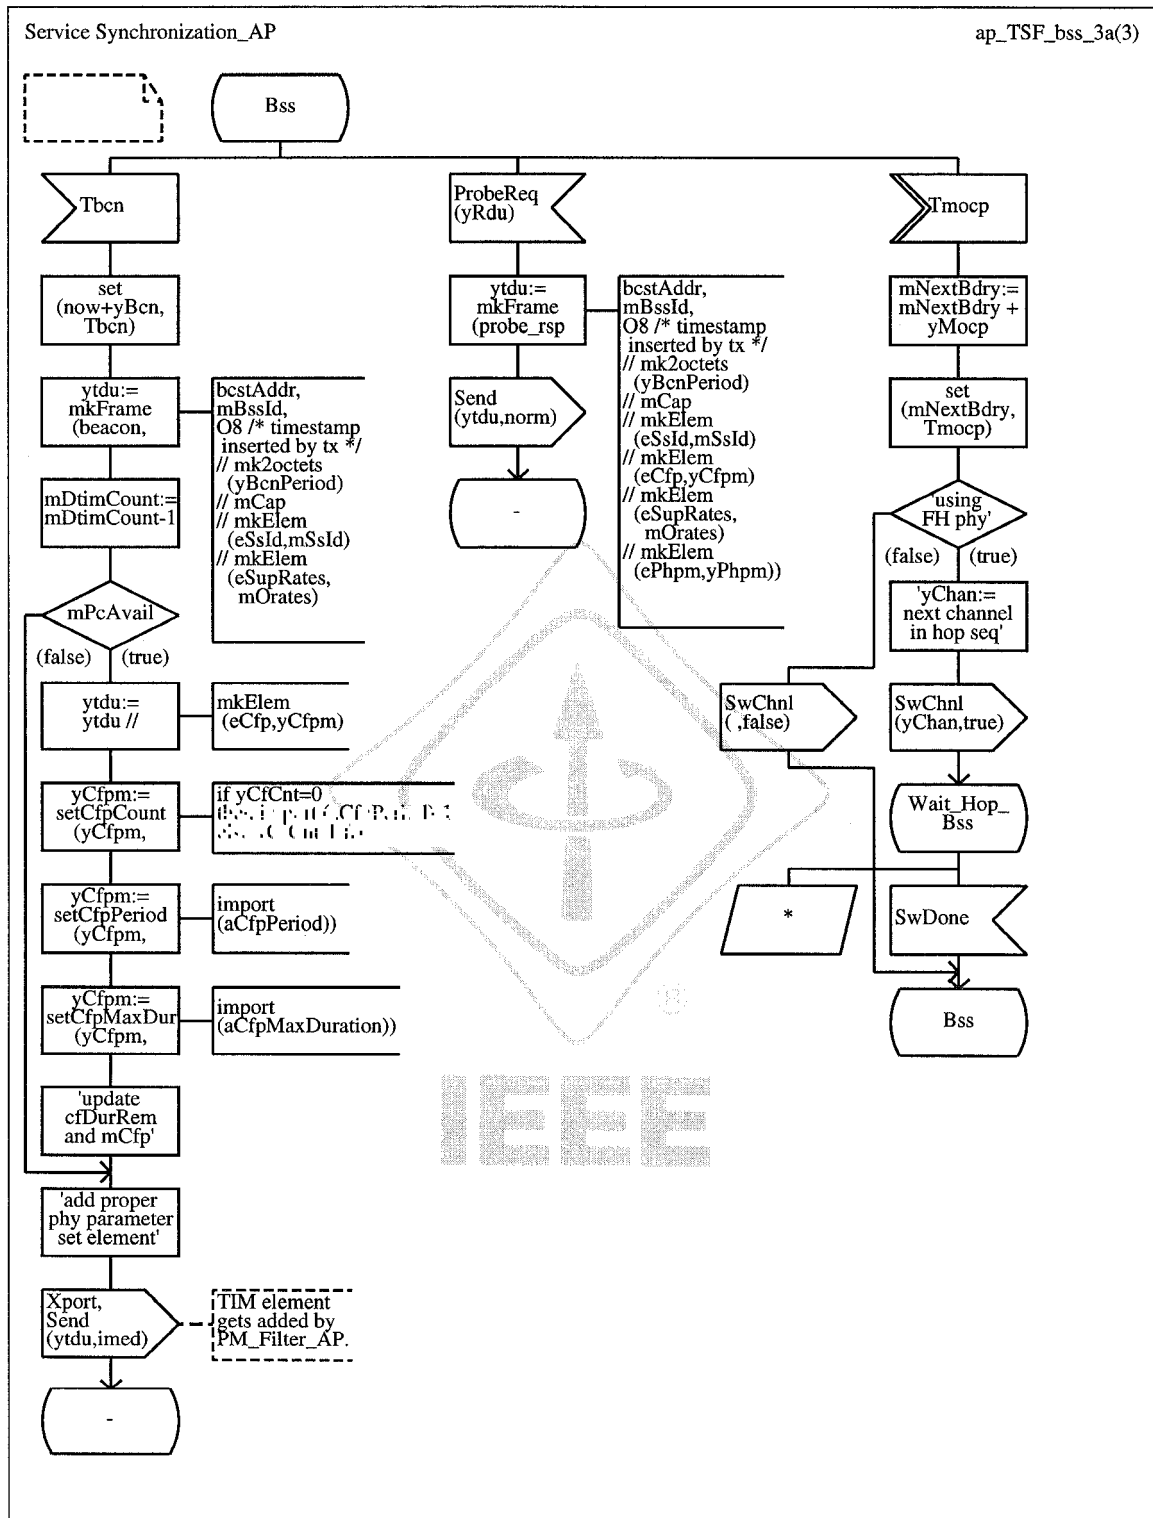 Service Synchronization_AP
ap_TSF_bss_3a(3)
Bss
Tbcn
set
(now+yBcn,
Tbcn)
ytdu:=
mkFrame
(beacon,
bcstAddr,
mBssId,
O8 /* timestamp
inserted by tx */
// mk2octets
(yBcnPeriod)
// mCap
// mkElem
(eSsId,mSsId)
// mkElem
(eSupRates,
mOrates)
mDtimCount:=
mDtimCount-1
mPcAvail
(false)
(true)
ytdu:=
ytdu //
mkElem
(eCfp,yCfpm)
yCfpm:=
setCfpCount
(yCfpm,
if yCfCnt=0
yCfpm:=
setCfpPeriod
(yCfpm,
import
(aCfpPeriod))
yCfpm:=
setCfpMaxDur
(yCfpm,
import
(aCfpMaxDuration))
'update
cfDurRem
and mCfp'
'add proper
phy parameter
set element'
Xport,
Send
(ytdu,imed)
TIM element
gets added by
PM_Filter_AP.
-
ProbeReq
(yRdu)
ytdu:=
mkFrame
(probe_rsp
bcstAddr,
mBssId,
O8 /* timestamp
inserted by tx */
// mk2octets
(yBcnPeriod)
// mCap
// mkElem
(eSsId,mSsId)
// mkElem
(eCfp,yCfpm)
// mkElem
(eSupRates,
mOrates)
// mkElem
(ePhpm,yPhpm))
Send
(ytdu,norm)
-
Tmocp
mNextBdry:=
mNextBdry +
yMocp
set
(mNextBdry,
Tmocp)
'using
FH phy'
(false)
(true)
'yChan:=
next channel
in hop seq'
SwChnl
( ,false)
SwChnl
(yChan,true)
Wait_Hop_
Bss
*
SwDone
Bss
®
IEEE